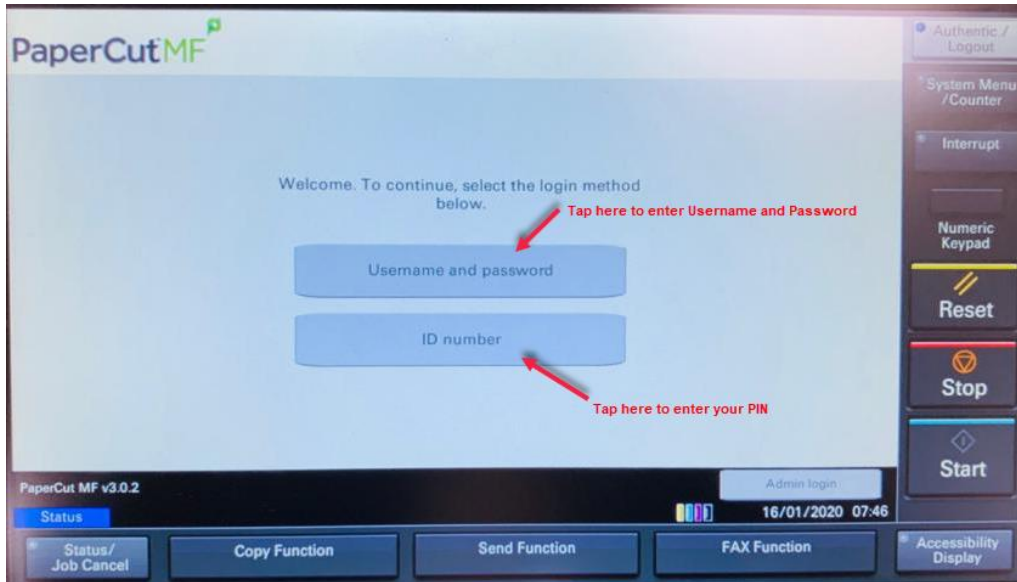 PaperCut MF
Authentic /
Logout
System Menu
/Counter
Interrupt
Welcome. To continue, select the login method
below.
Tap here to enter Username and Password
Numeric
Keypad
Username and password
Reset
ID number
Stop
Tap here to enter your PIN
Start
PaperCut MF v3.0.2
Admin login
Status
16/01/2020 07:46
Status/
Job Cancel
Copy Function
Send Function
FAX Function
Accessibility
Display